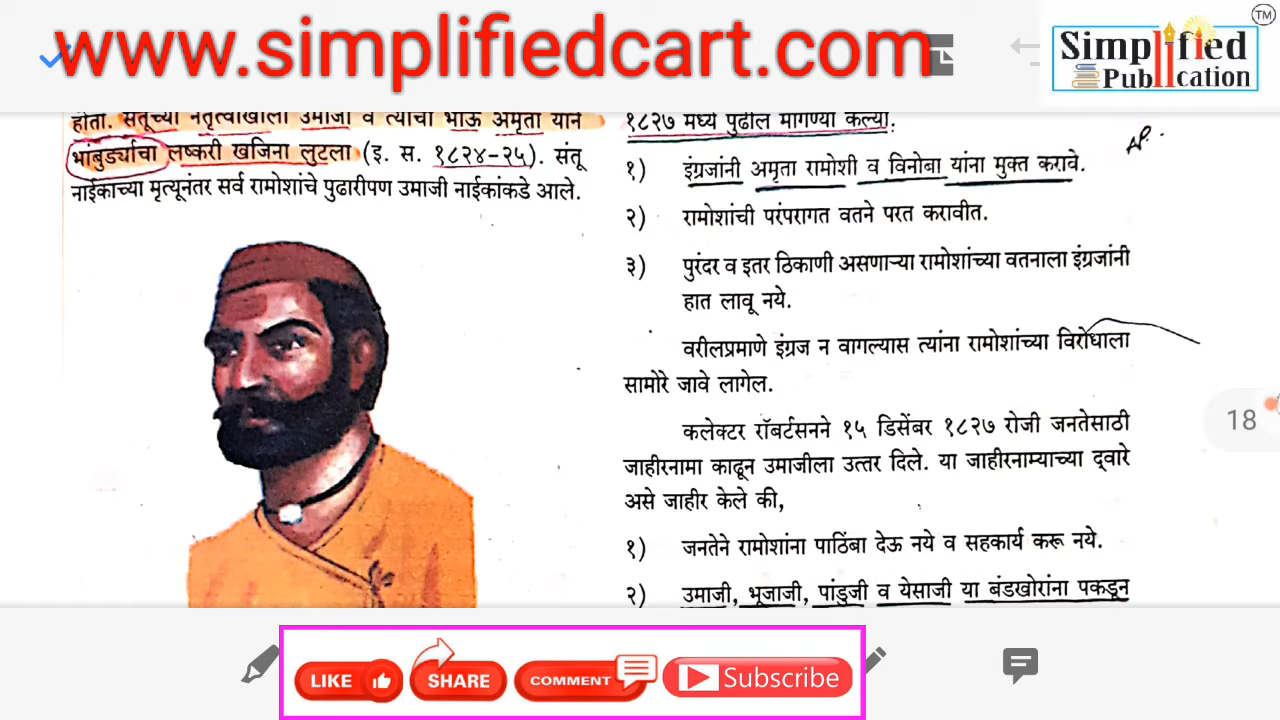 www.simplifiedcart.com
TM
Simplified
Publication
होता. संतूच्या नेतृत्वाखाली उमाजी व त्याचा भाऊ अमृता याने
भांबुर्ड्याचा लष्करी खजिना लुटला (इ. स. १८२४-२५). संतू
नाईकाच्या मृत्यूनंतर सर्व रामोशांचे पुढारीपण उमाजी नाईकांकडे आले.
१८२७ मध्ये पुढील मागण्या केल्या:
१) इंग्रजांनी अमृता रामोशी व विनोबा यांना मुक्त करावे.
२) रामोशांची परंपरागत वतने परत करावीत.
३) पुरंदर व इतर ठिकाणी असणाऱ्या रामोशांच्या वतनाला इंग्रजांनी
हात लावू नये.
वरीलप्रमाणे इंग्रज न वागल्यास त्यांना रामोशांच्या विरोधाला
सामोरे जावे लागेल.
कलेक्टर रॉबर्टसनने १५ डिसेंबर १८२७ रोजी जनतेसाठी
जाहीरनामा काढून उमाजीला उत्तर दिले. या जाहीरनाम्याच्या द्वारे
असे जाहीर केले की,
१) जनतेने रामोशांना पाठिंबा देऊ नये व सहकार्य करू नये.
२) उमाजी, भूजाजी, पांडुजी व येसाजी या बंडखोरांना पकडून
18
LIKE
SHARE
COMMENT
Subscribe